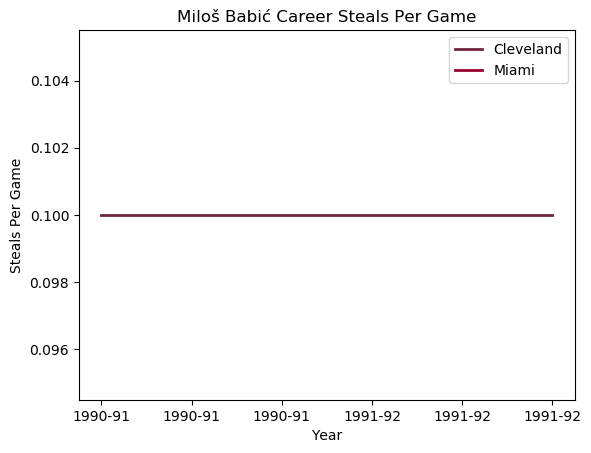 Miloš Babić Career Steals Per Game
Cleveland
Miami
0.104
0.102
0.100
0.098
0.096
Steals Per Game
1990-91 1990-91 1990-91 1991-92 1991-92 1991-92
Year